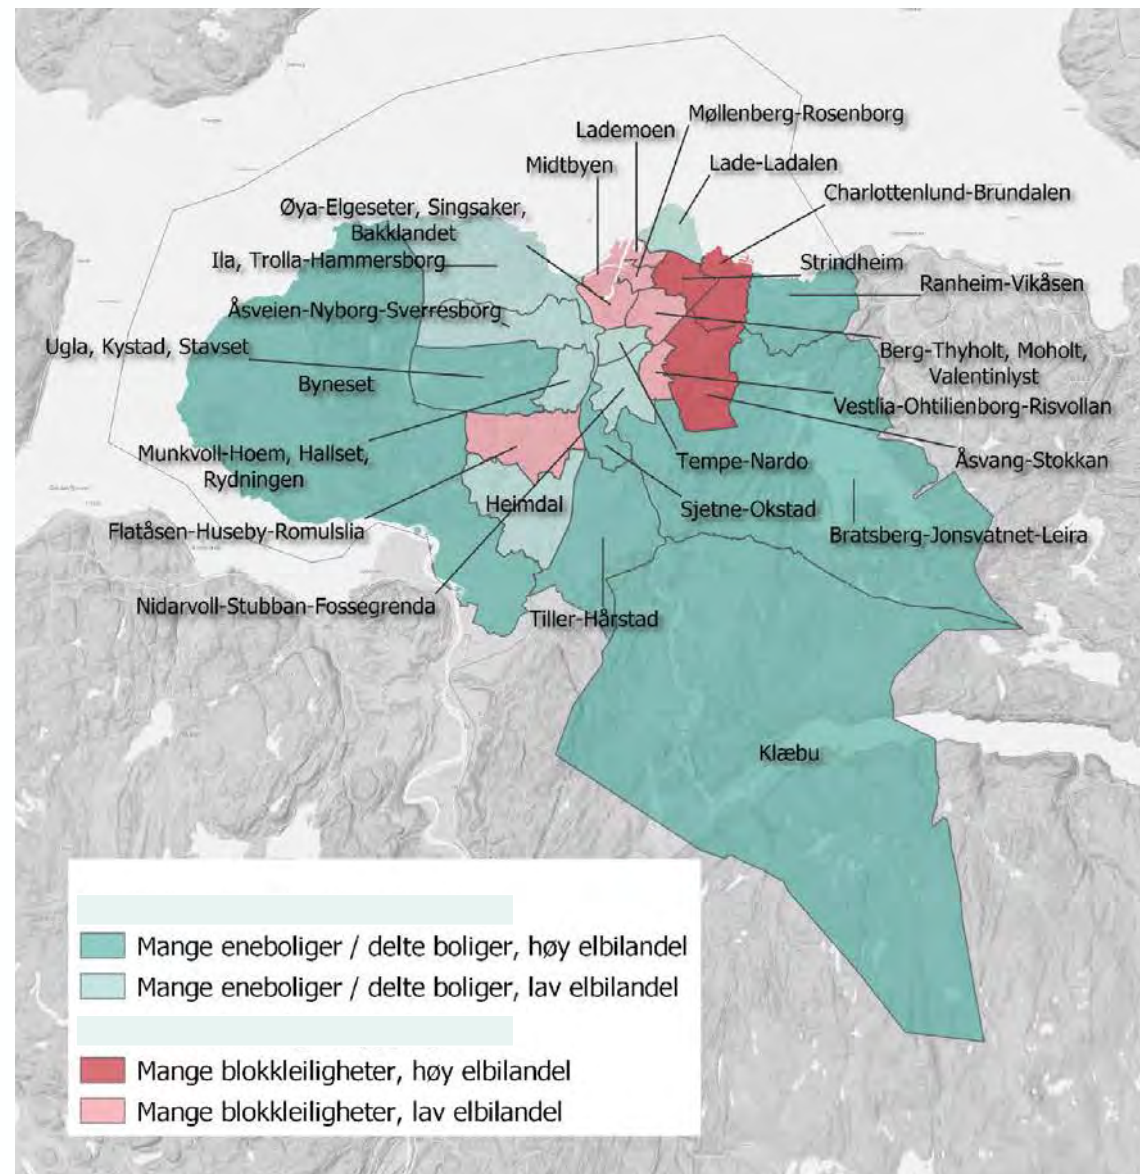 Møllenberg-Rosenborg
Lademoen
Midtbyen
Lade-Ladalen
Charlottenlund-Brundalen
Øya-Elgeseter, Singsaker,
Bakklandet
Ila, Trolla-Hammersborg
Strindheim
Ranheim-Vikåsen
Åsveien-Nyborg-Sverresborg
Ugla, Kystad, Stavset
Berg-Thyholt, Moholt,
Valentinlyst
Byneset
Vestlia-Ohtilienborg-Risvollan
Munkvoll-Hoem, Hallset,
Rydningen
Tempe-Nardo
Åsvang-Stokkan
Heimdal
Sjetne-Okstad
Flatåsen-Huseby-Romulslia
Bratsberg-Jonsvatnet-Leira
Nidarvoll-Stubban-Fossegrenda
Tiller-Hårstad
Klæbu
Mange eneboliger / delte boliger, høy elbilandel
Mange eneboliger / delte boliger, lav elbilandel
Mange blokkleiligheter, høy elbilandel
Mange blokkleiligheter, lav elbilandel